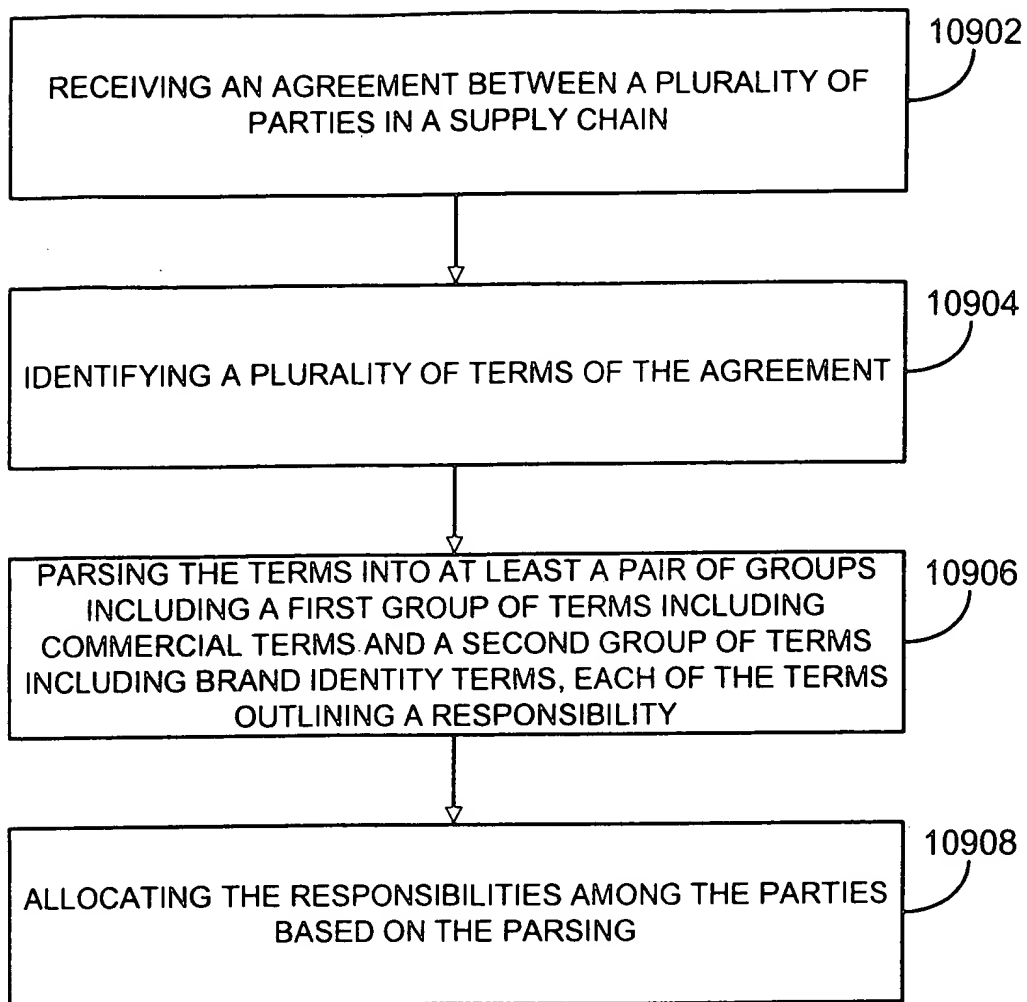 10902
RECEIVING AN AGREEMENT BETWEEN A PLURALITY OF
PARTIES IN A SUPPLY CHAIN
10904
IDENTIFYING A PLURALITY OF TERMS OF THE AGREEMENT
10906
PARSING THE TERMS INTO AT LEAST A PAIR OF GROUPS
INCLUDING A FIRST GROUP OF TERMS INCLUDING
COMMERCIAL TERMS AND A SECOND GROUP OF TERMS
INCLUDING BRAND IDENTITY TERMS, EACH OF THE TERMS
OUTLINING A RESPONSIBILITY
10908
ALLOCATING THE RESPONSIBILITIES AMONG THE PARTIES
BASED ON THE PARSING